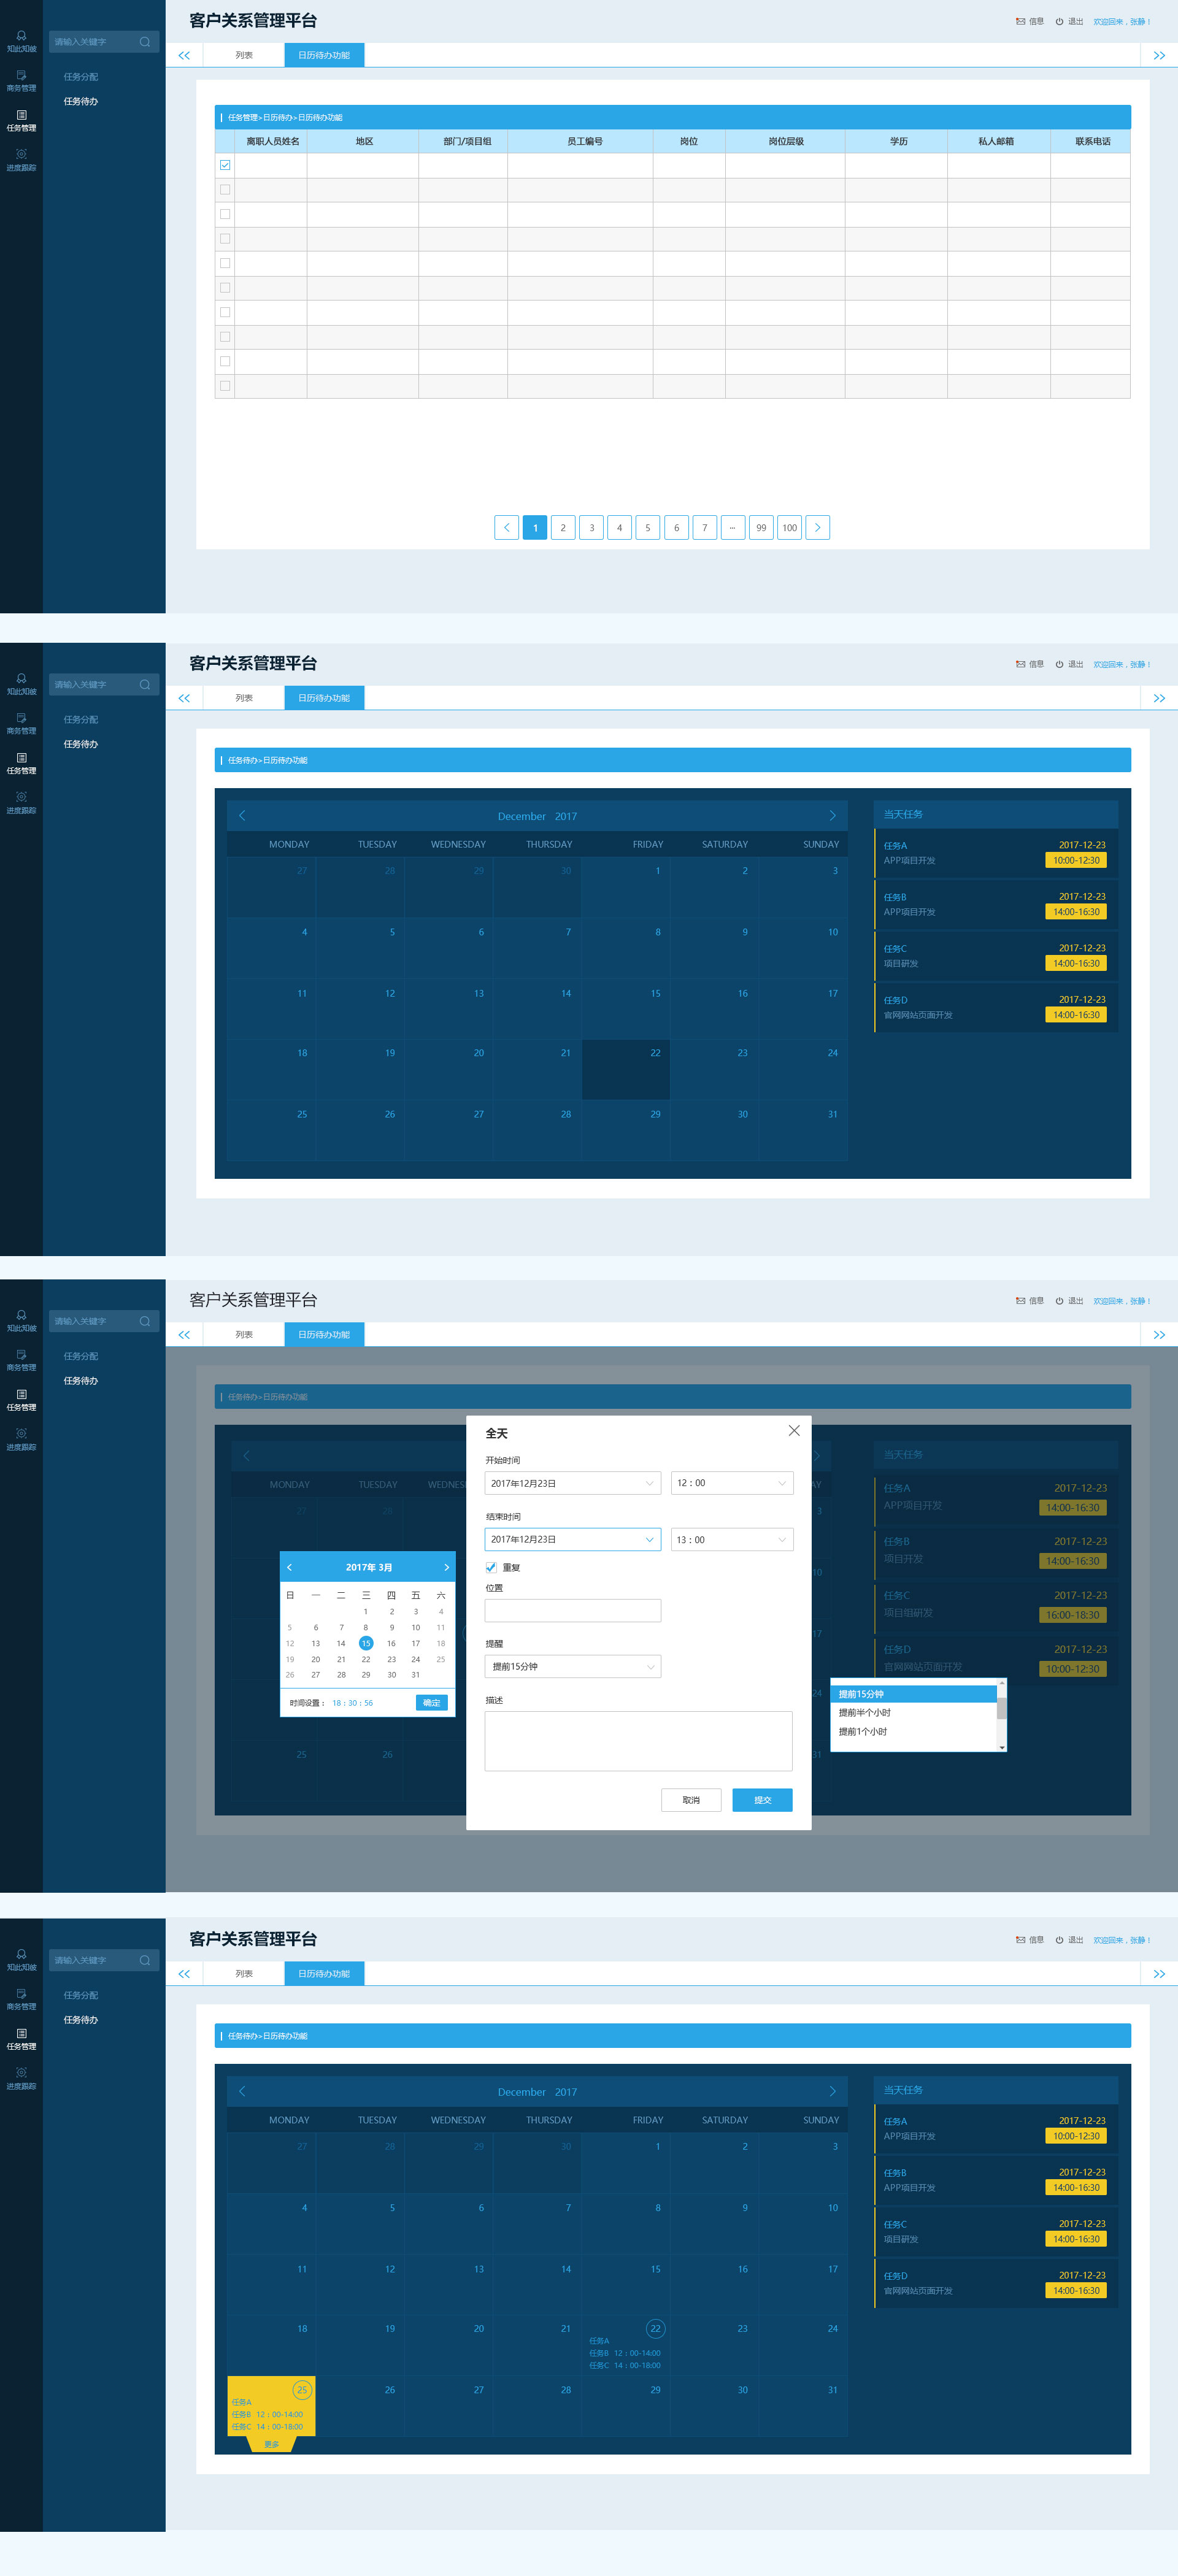 客户关系管理平台
信息 退出 欢迎回来，张静！
知此知彼
商务管理
任务管理
进度跟踪
请输入关键字
任务分配
任务待办
列表 日历待办功能
任务管理>日历待办>日历待办功能
离职人员姓名 地区 部门/项目组 员工编号 岗位 岗位层级 学历 私人邮箱 联系电话
1 2 3 4 5 6 7 ... 99 100
客户关系管理平台
信息 退出 欢迎回来，张静！
知此知彼
商务管理
任务管理
进度跟踪
请输入关键字
任务分配
任务待办
列表 日历待办功能
任务待办>日历待办功能
December 2017
MONDAY TUESDAY WEDNESDAY THURSDAY FRIDAY SATURDAY SUNDAY
27 28 29 30 1 2 3
4 5 6 7 8 9 10
11 12 13 14 15 16 17
18 19 20 21 22 23 24
25 26 27 28 29 30 31
当天任务
任务A 2017-12-23
APP项目开发 10:00-12:30
任务B 2017-12-23
APP项目开发 14:00-16:30
任务C 2017-12-23
项目研发 14:00-16:30
任务D 2017-12-23
官网网站页面开发 14:00-16:30
客户关系管理平台
信息 退出 欢迎回来，张静！
知此知彼
商务管理
任务管理
进度跟踪
请输入关键字
任务分配
任务待办
列表 日历待办功能
任务待办>日历待办功能
MONDAY TUESDAY WEDNES AY
27 28 3
10
17
24
25 26 31
2017年 3月
日 一 二 三 四 五 六
1 2 3 4
5 6 7 8 9 10 11
12 13 14 15 16 17 18
19 20 21 22 23 24 25
26 27 28 29 30 31
时间设置： 18：30：56 确定
全天
开始时间
2017年12月23日 12：00
结束时间
2017年12月23日 13：00
重复
位置
提醒
提前15分钟
描述
取消 提交
当天任务
任务A 2017-12-23
APP项目开发 14:00-16:30
任务B 2017-12-23
项目开发 14:00-12:30
任务C 2017-12-23
项目组研发 16:00-18:30
任务D 2017-12-23
官网网站页面开发 10:00-12:30
提前15分钟
提前半个小时
提前1个小时
客户关系管理平台
信息 退出 欢迎回来，张静！
知此知彼
商务管理
任务管理
进度跟踪
请输入关键字
任务分配
任务待办
列表 日历待办功能
任务待办>日历待办功能
December 2017
MONDAY TUESDAY WEDNESDAY THURSDAY FRIDAY SATURDAY SUNDAY
27 28 29 30 1 2 3
4 5 6 7 8 9 10
11 12 13 14 15 16 17
18 19 20 21 22 23 24
任务A
任务B 12：00-14:00
任务C 14：00-18:00
25 26 27 28 29 30 31
任务A
任务B 12：00-14:00
任务C 14：00-18:00
更多
当天任务
任务A 2017-12-23
APP项目开发 10:00-12:30
任务B 2017-12-23
APP项目开发 14:00-16:30
任务C 2017-12-23
项目研发 14:00-16:30
任务D 2017-12-23
官网网站页面开发 14:00-16:30